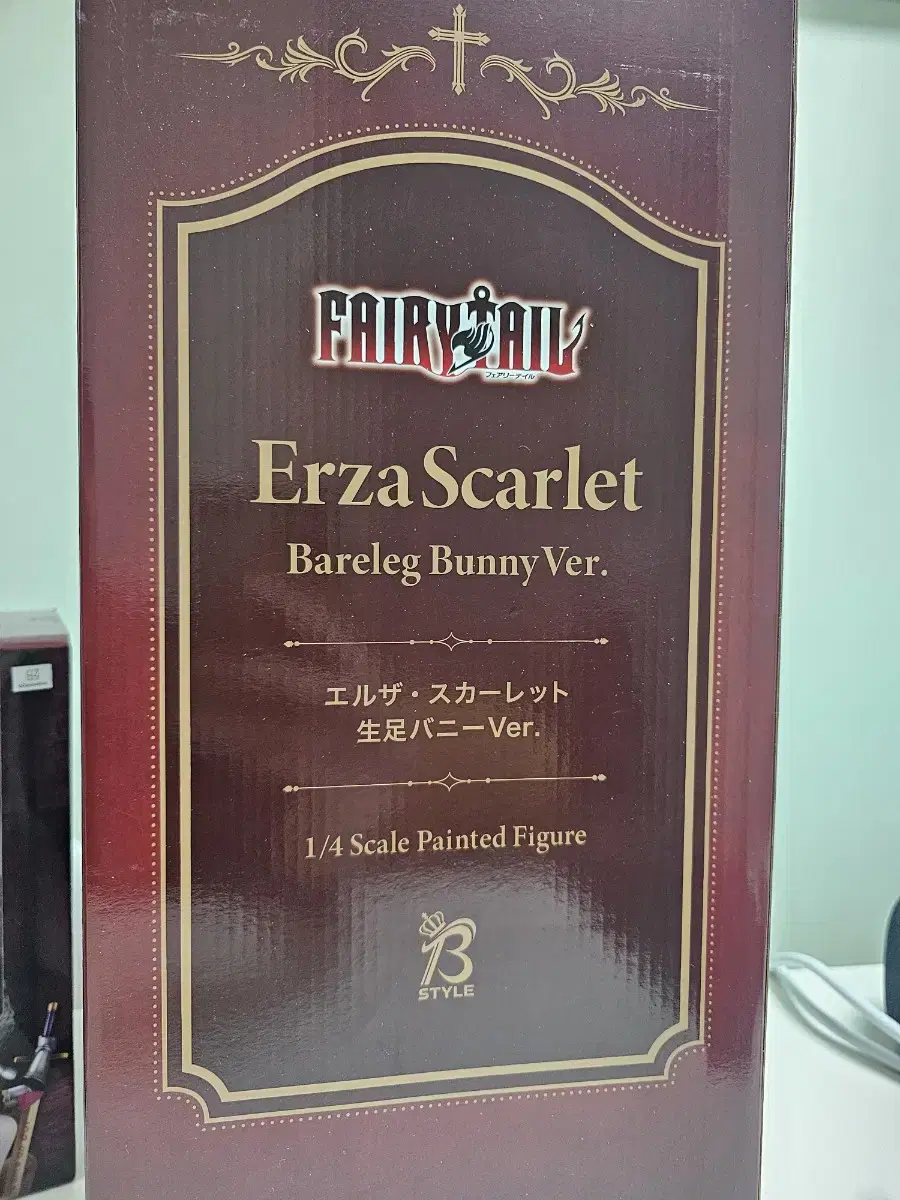 FAIRY TAIL
フェアリーテイル
Erza Scarlet
Bareleg Bunny Ver.
エルザ・スカーレット
生足バニーVer.
1/4 Scale Painted Figure
B
STYLE